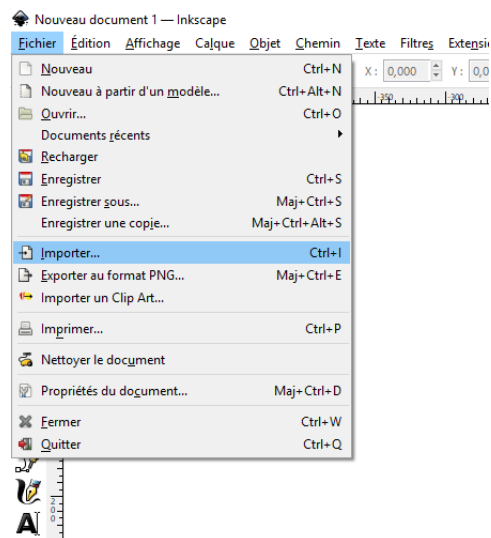 Nouveau document 1 — Inkscape
Fichier Édition Affichage Calque Objet Chemin Texte Filtres
X : 0,000 Y :
Nouveau Ctrl+N
Nouveau à partir d'un modèle... Ctrl+Alt+N
Ouvrir... Ctrl+O
Documents récents
Recharger
Enregistrer Ctrl+S
Enregistrer sous... Maj+Ctrl+S
Enregistrer une copie... Maj+Ctrl+Alt+S
Importer... Ctrl+I
Exporter au format PNG... Maj+Ctrl+E
Importer un Clip Art...
Imprimer... Ctrl+P
Nettoyer le document
Propriétés du document... Maj+Ctrl+D
Fermer Ctrl+W
Quitter Ctrl+Q